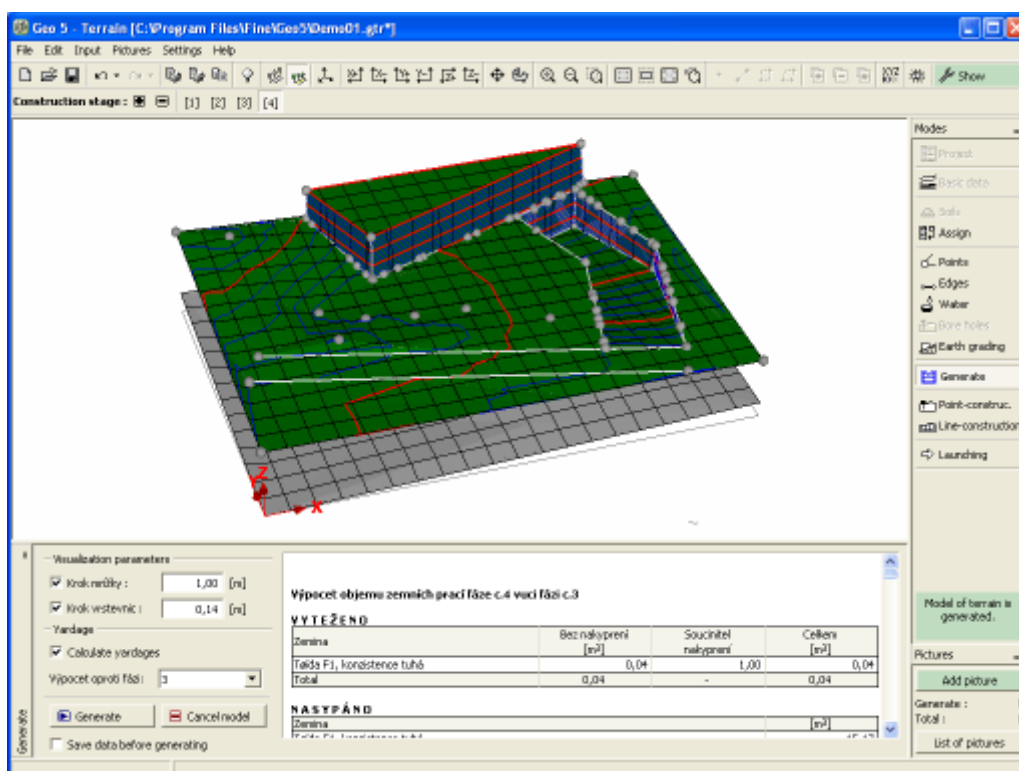 Geo 5 - Terrain [C:\Program Files\Fine\Geo5\Demo01.gtr*]
File Edit Input Pictures Settings Help
Show
Construction stage : [1] [2] [3] [4]
Modes
Project
Basic data
Soils
Assign
Points
Edges
Water
Bore holes
Earth grading
Generate
Point-construc.
Line-construction
Launching
Z
X
Model of terrain is
generated.
Pictures
Add picture
Generate :
Total :
List of pictures
Generate
Visualization parameters
Krok mřížky : 1,00 [m]
Krok vrstevnic : 0,14 [m]
Yardage
Calculate yardages
Výpocet oproti fázi : 3
Generate Cancel model
Save data before generating
Výpocet objemu zemních prací fáze c.4 vuci fázi c.3
VYTEŽENO
Zemina Bez nakyprení [m³] Soucinitel nakyprení Celkem [m³]
Třída F1, konzistence tuhá 0,04 1,00 0,04
Total 0,04 - 0,04
NASYPÁNO
Zemina [m³]